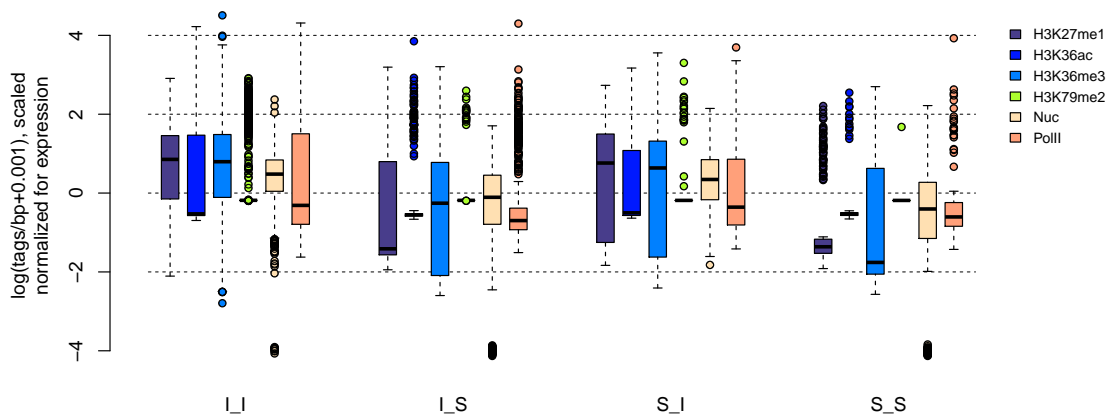 log(tags/bp+0.001), scaled
normalized for expression
4
2
0
−2
−4
I_I
I_S
S_I
S_S
H3K27me1
H3K36ac
H3K36me3
H3K79me2
Nuc
PolII